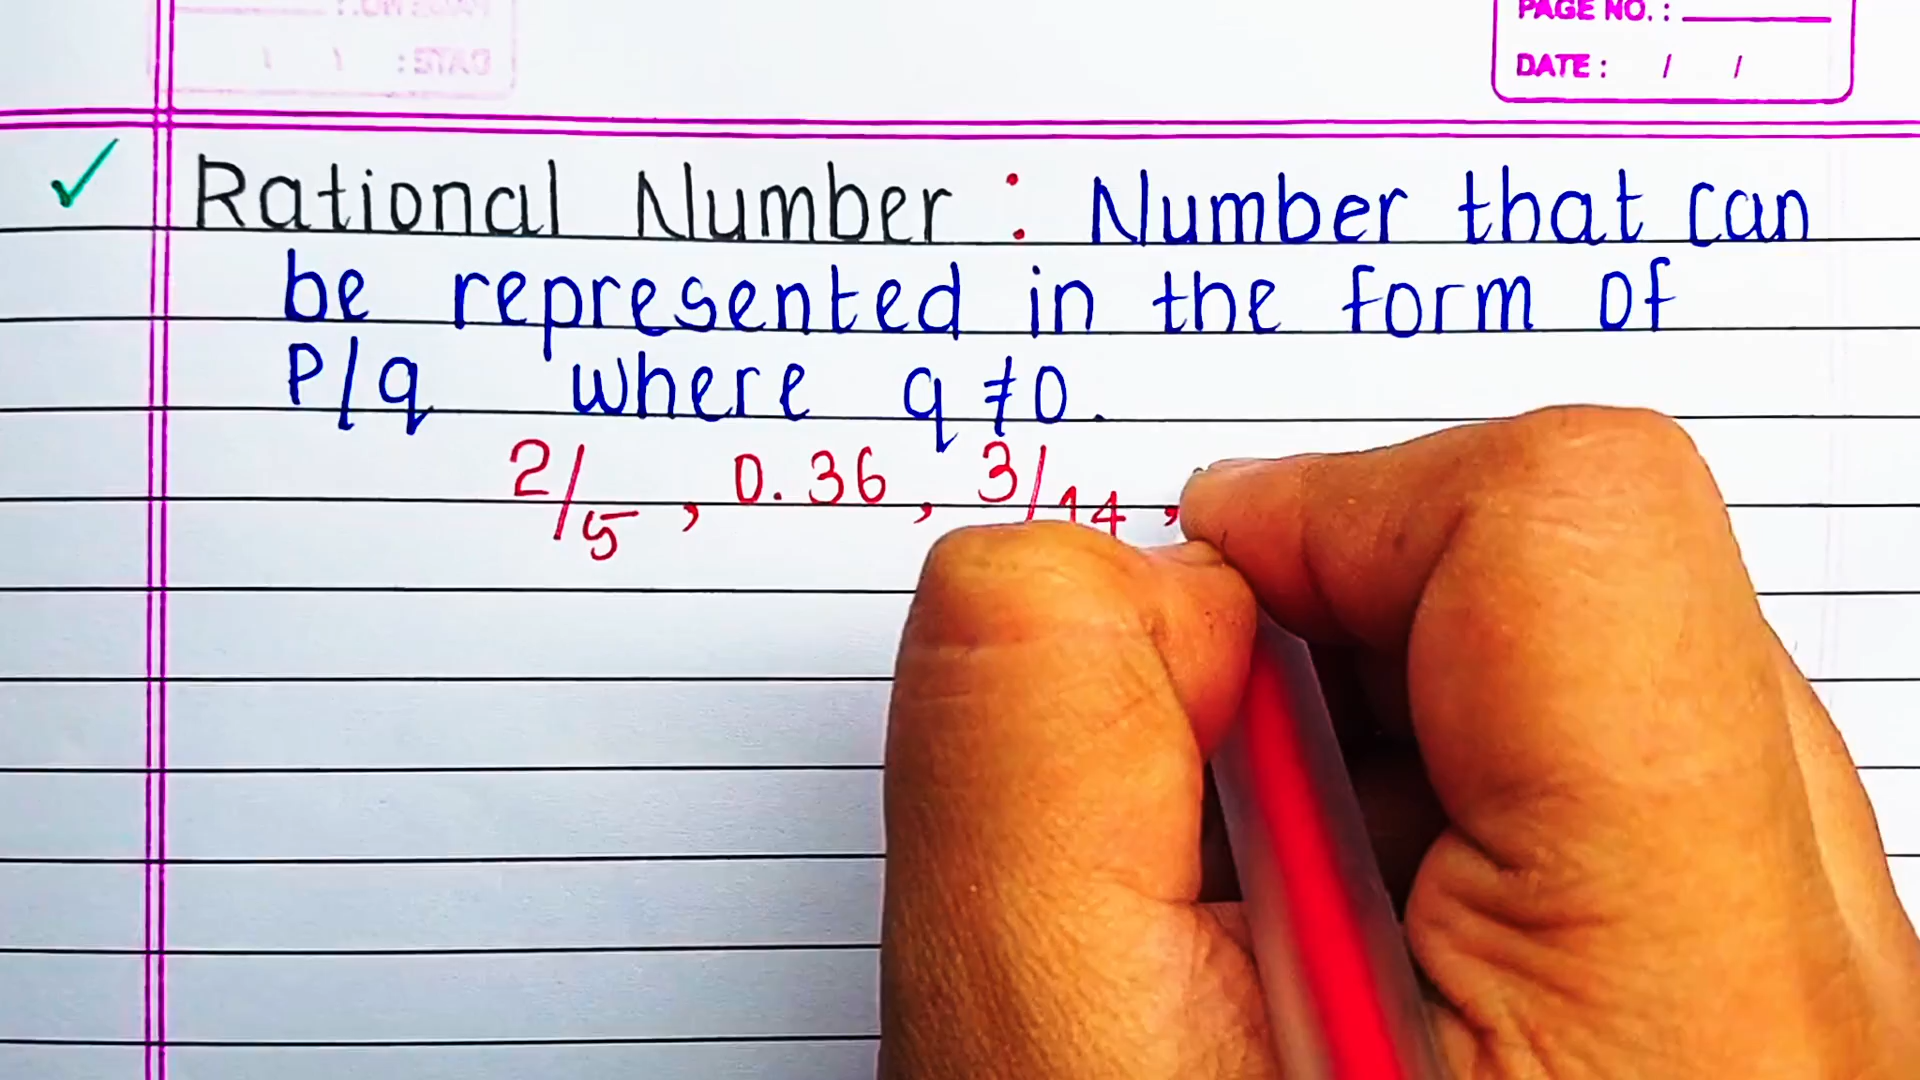 PAGE NO. :
DATE : / /
✓ Rational Number : Number that can
be represented in the form of
P/q where q ≠ 0.
2/5 , 0.36 , 3/14 ,